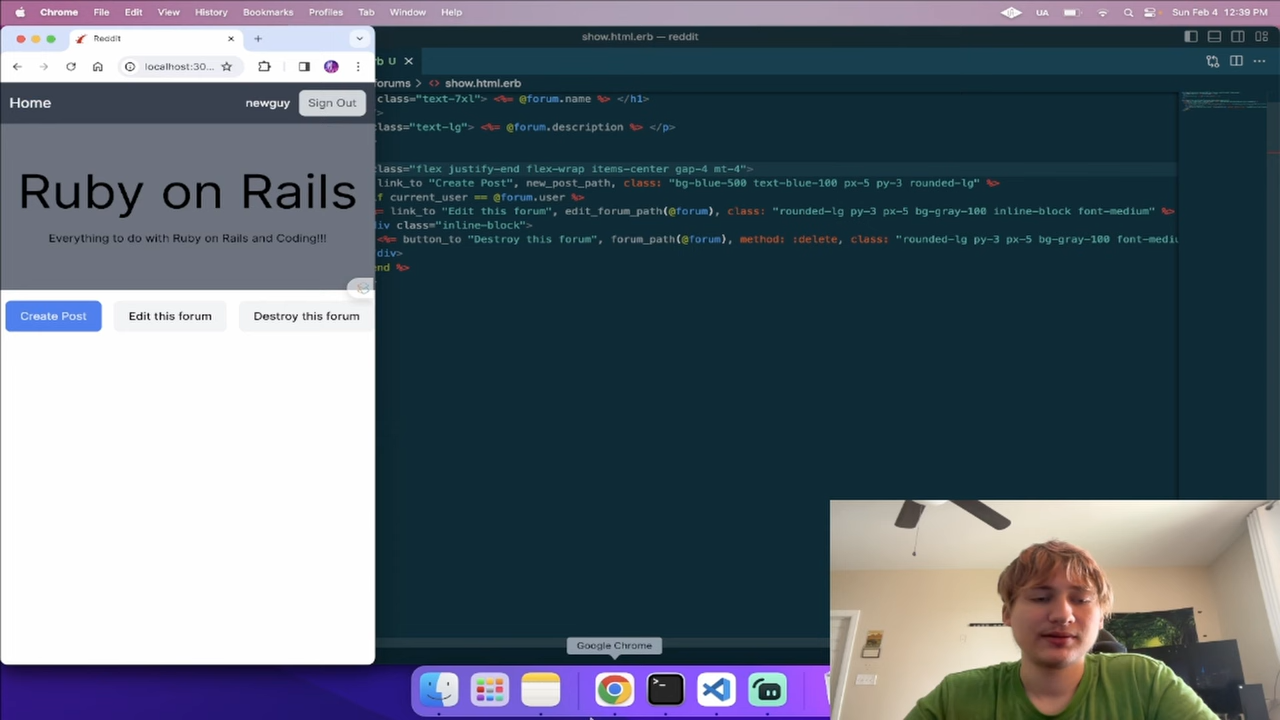 Chrome File Edit View History Bookmarks Profiles Tab Window Help
UA
Sun Feb 4 12:39 PM
Reddit
show.html.erb — reddit
localhost:30...
rb U
forums > <> show.html.erb
Home
newguy
Sign Out
class="text-7xl"> <%= @forum.name %> </h1>
>
class="text-lg"> <%= @forum.description %> </p>
class="flex justify-end flex-wrap items-center gap-4 mt-4">
link_to "Create Post", new_post_path, class: "bg-blue-500 text-blue-100 px-5 py-3 rounded-lg" %>
f current_user == @forum.user %>
= link_to "Edit this forum", edit_forum_path(@forum), class: "rounded-lg py-3 px-5 bg-gray-100 inline-block font-medium" %>
iv class="inline-block">
<%= button_to "Destroy this forum", forum_path(@forum), method: :delete, class: "rounded-lg py-3 px-5 bg-gray-100 font-mediu
div>
end %>
Ruby on Rails
Everything to do with Ruby on Rails and Coding!!!
Create Post
Edit this forum
Destroy this forum
Google Chrome